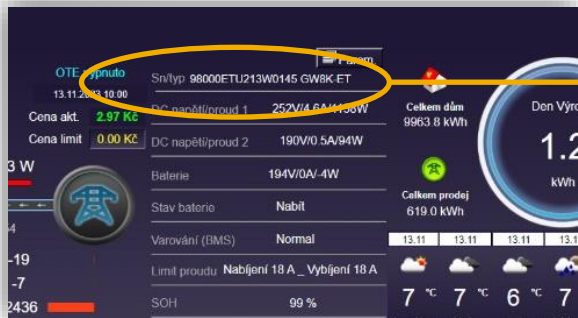 OTE vypnuto
13.11.2023 10:00
Cena akt. 2.97 Kč
Cena limit 0.00 Kč
3 W
-19
-7
2436
Sn/typ 98000ETU213W0145 GW8K-ET
DC napětí/proud 1 252V/4.6A/1158W
DC napětí/proud 2 190V/0.5A/94W
Baterie 194V/0A/-4W
Stav baterie Nabít
Varování (BMS) Normal
Limit proudu Nabíjení 18 A _ Vybíjení 18 A
SOH 99 %
Celkem dům
9963.8 kWh
Celkem prodej
619.0 kWh
Den Výro
1.2
kWh
13.11 13.11 13.11 13.1
7 °C 7 °C 6 °C 7